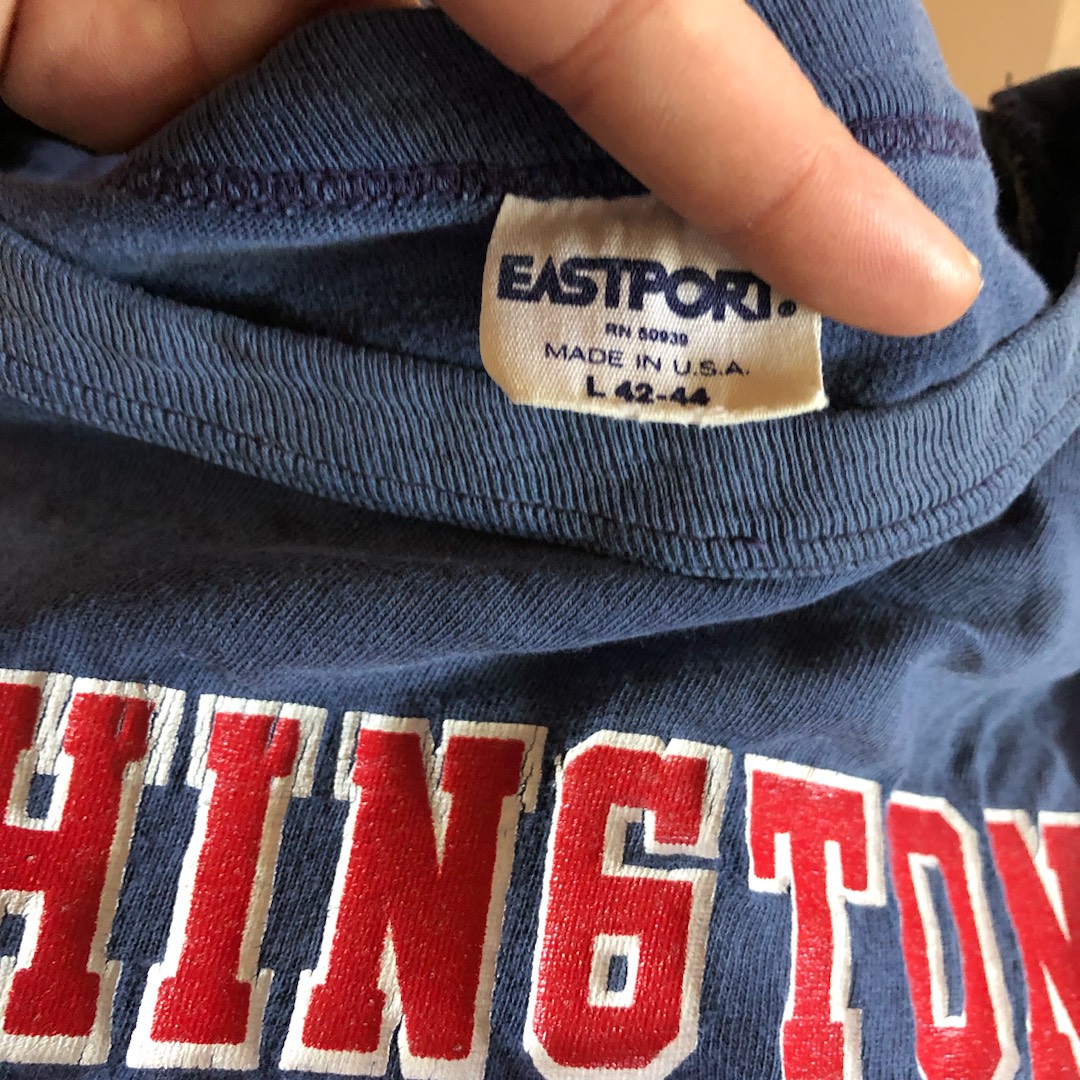 EASTPORT®
RN 50939
MADE IN U.S.A.
L 42-44
HINGTON